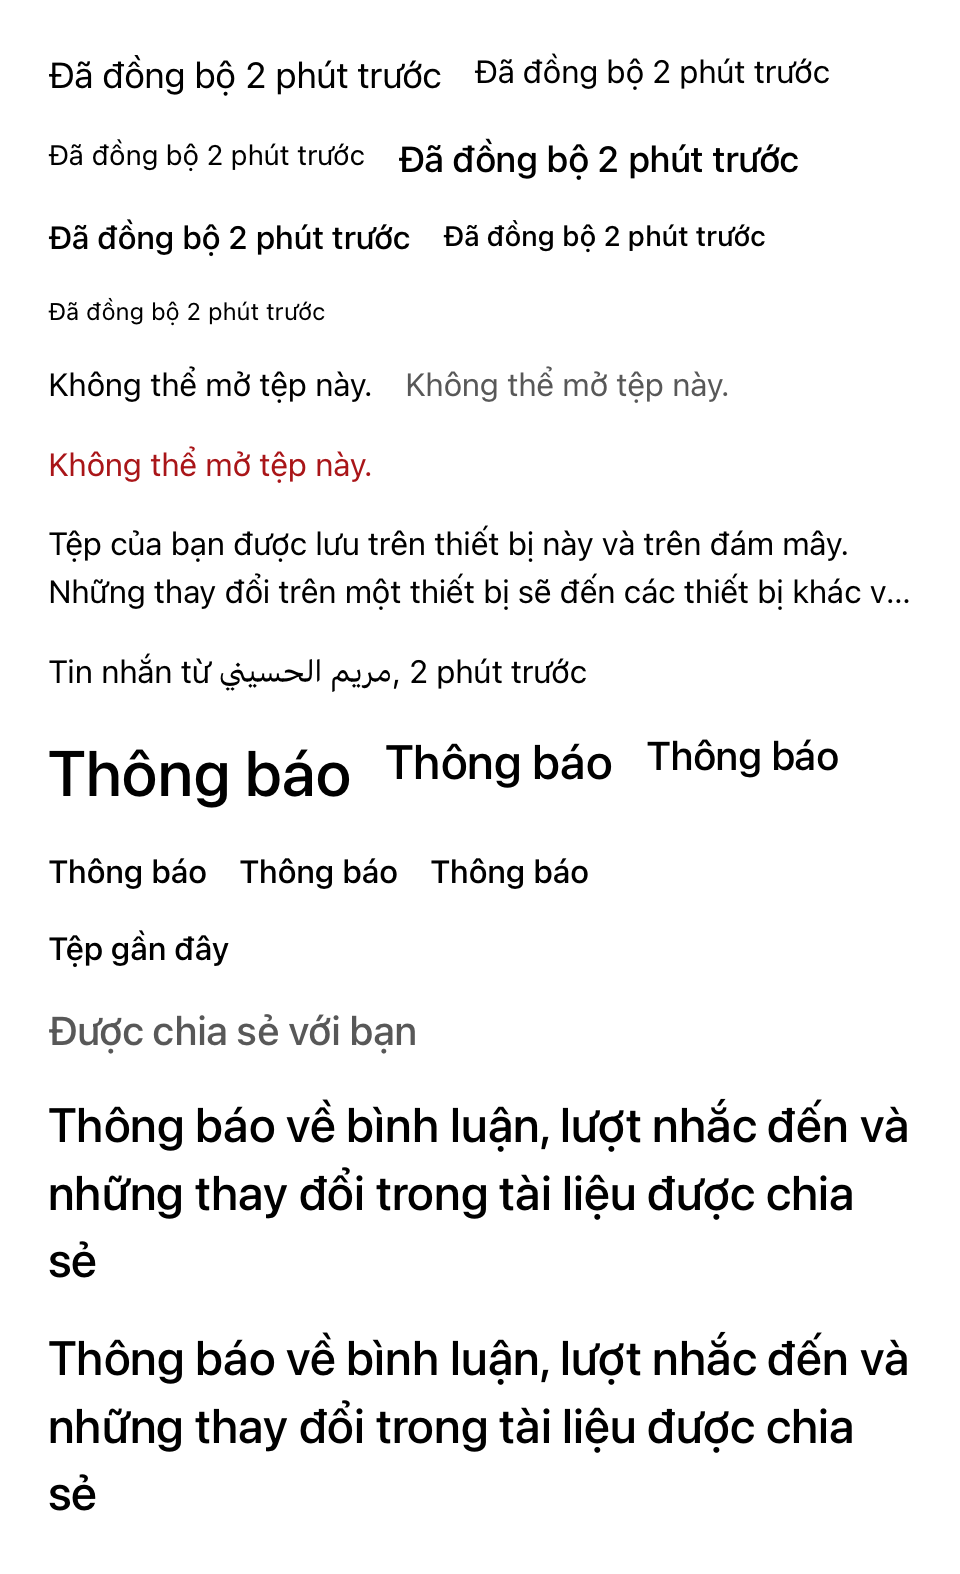 Đã đồng bộ 2 phút trước Đã đồng bộ 2 phút trước
Đã đồng bộ 2 phút trước Đã đồng bộ 2 phút trước
Đã đồng bộ 2 phút trước Đã đồng bộ 2 phút trước
Đã đồng bộ 2 phút trước
Không thể mở tệp này. Không thể mở tệp này.
Không thể mở tệp này.
Tệp của bạn được lưu trên thiết bị này và trên đám mây.
Những thay đổi trên một thiết bị sẽ đến các thiết bị khác v...
Tin nhắn từ مريم الحسيني, 2 phút trước
Thông báo Thông báo Thông báo
Thông báo Thông báo Thông báo
Tệp gần đây
Được chia sẻ với bạn
Thông báo về bình luận, lượt nhắc đến và
những thay đổi trong tài liệu được chia
sẻ
Thông báo về bình luận, lượt nhắc đến và
những thay đổi trong tài liệu được chia
sẻ